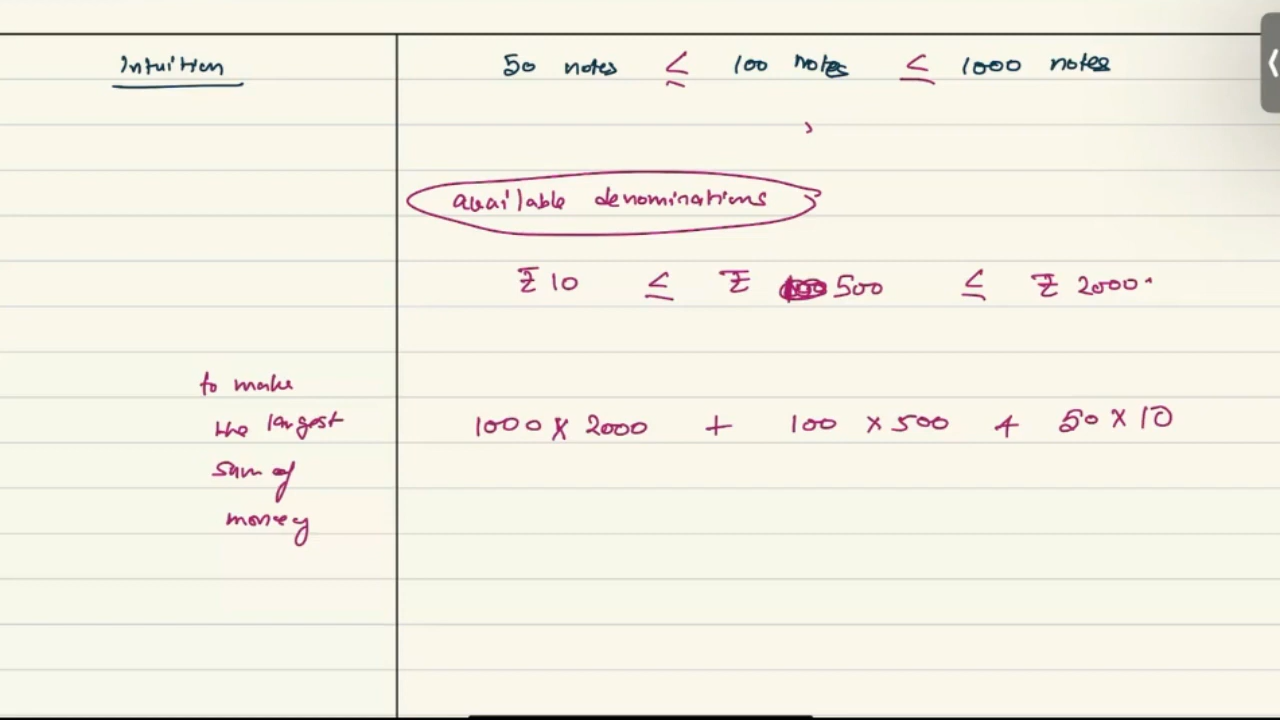 Intuition
50 notes ≤ 100 notes ≤ 1000 notes
available denominations
₹ 10 ≤ ₹ 500 ≤ ₹ 2000
to make
the largest
sum of
money
1000 × 2000 + 100 × 500 + 50 × 10